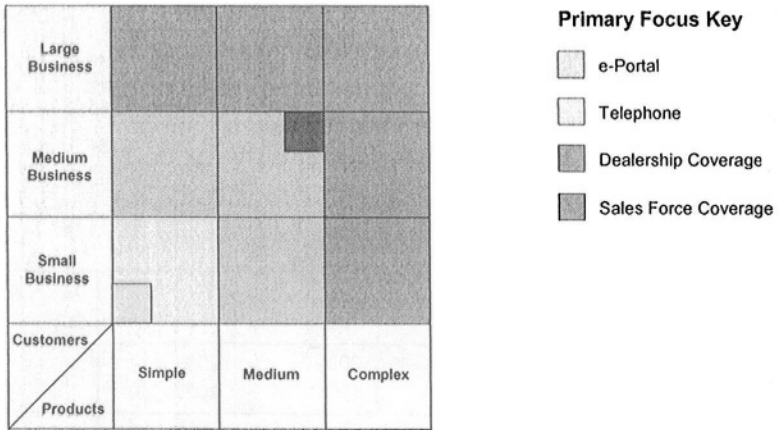 Large
Business
Medium
Business
Small
Business
Customers
Products
Simple
Medium
Complex
Primary Focus Key
e-Portal
Telephone
Dealership Coverage
Sales Force Coverage